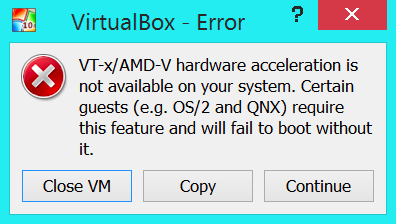 VirtualBox - Error
?
10
VT-x/AMD-V hardware acceleration is
not available on your system. Certain
guests (e.g. OS/2 and QNX) require
this feature and will fail to boot without
it.
Close VM Copy Continue